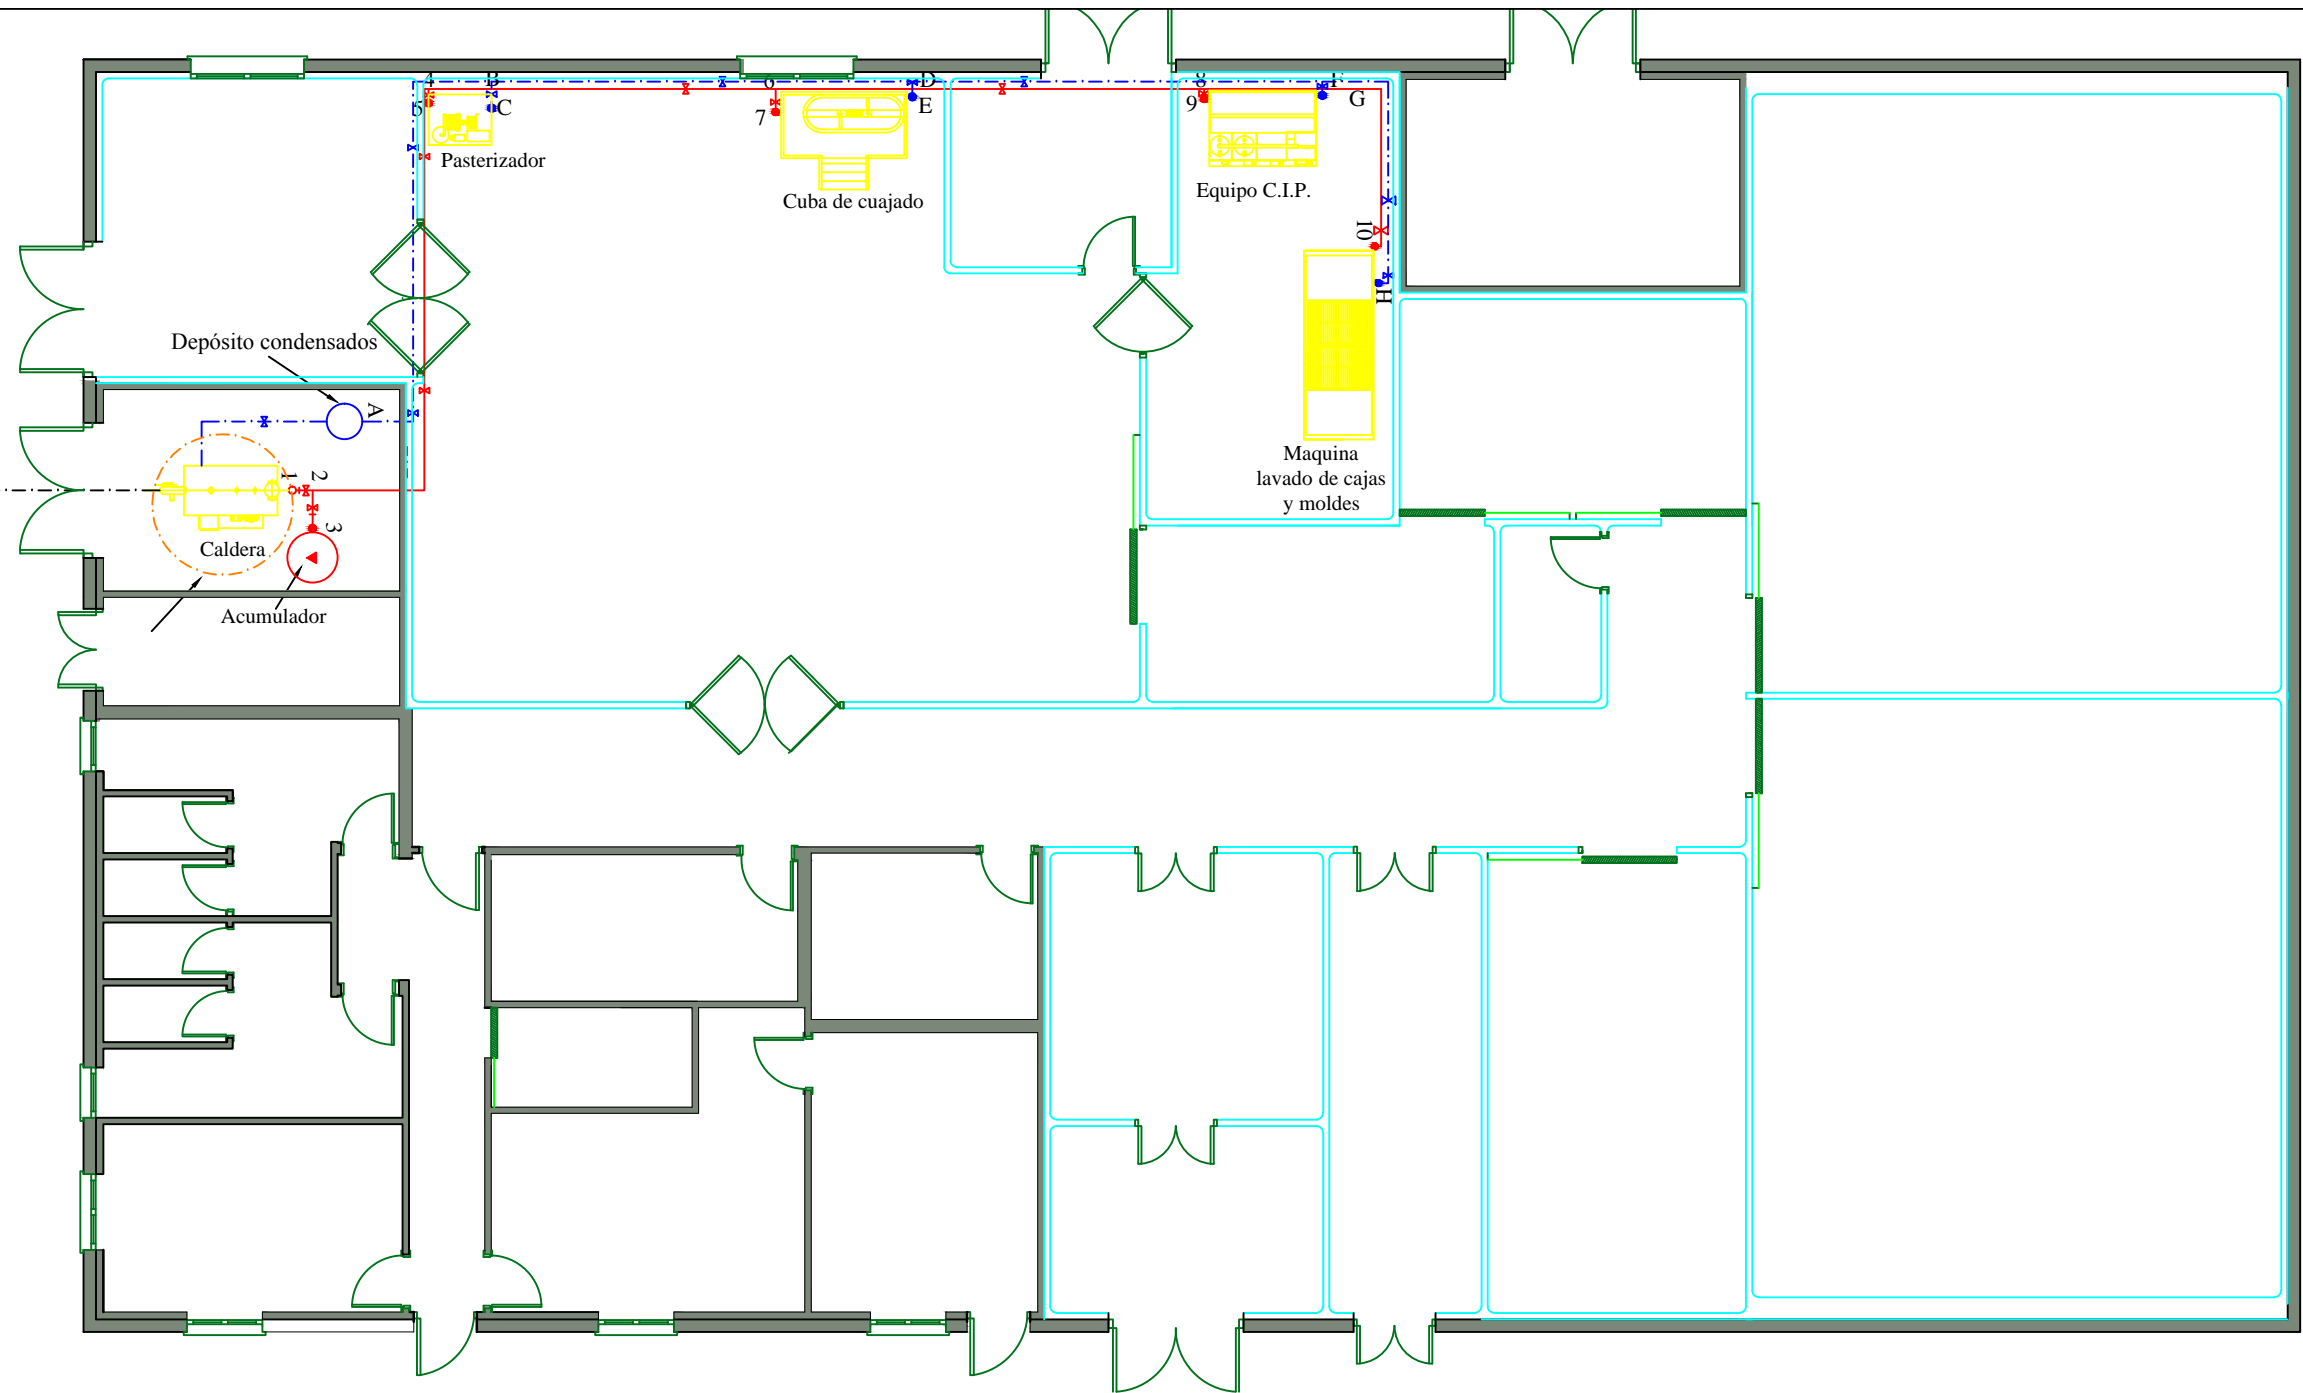 4
B
6
D
8
F
5
C
7
E
9
G
Pasterizador
Cuba de cuajado
Equipo C.I.P.
10
H
Depósito condensados
A
Maquina
lavado de cajas
y moldes
1
2
3
Caldera
Acumulador